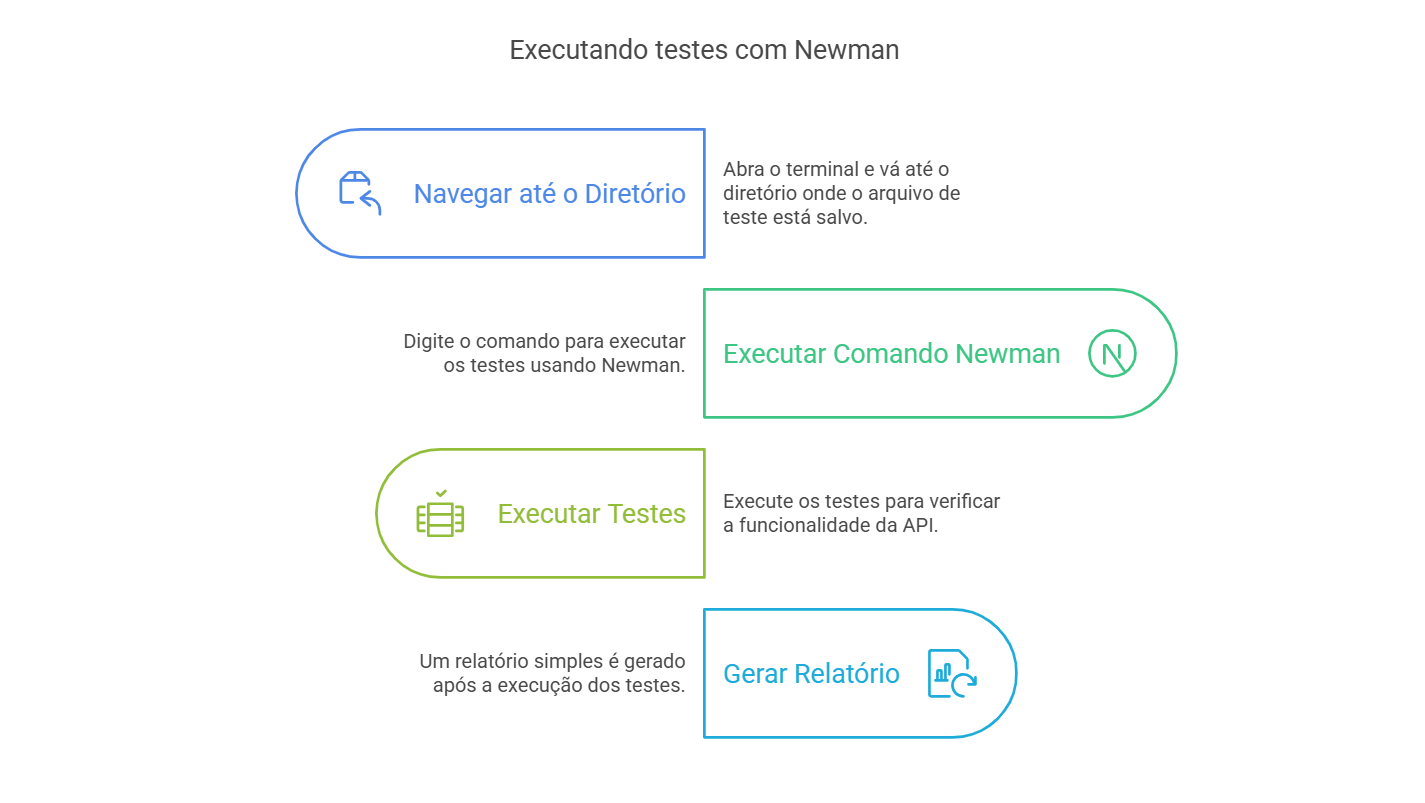 Executando testes com Newman
Navegar até o Diretório
Abra o terminal e vá até o
diretório onde o arquivo de
teste está salvo.
Digite o comando para executar
os testes usando Newman.
Executar Comando Newman
N
Executar Testes
Execute os testes para verificar
a funcionalidade da API.
Um relatório simples é gerado
após a execução dos testes.
Gerar Relatório